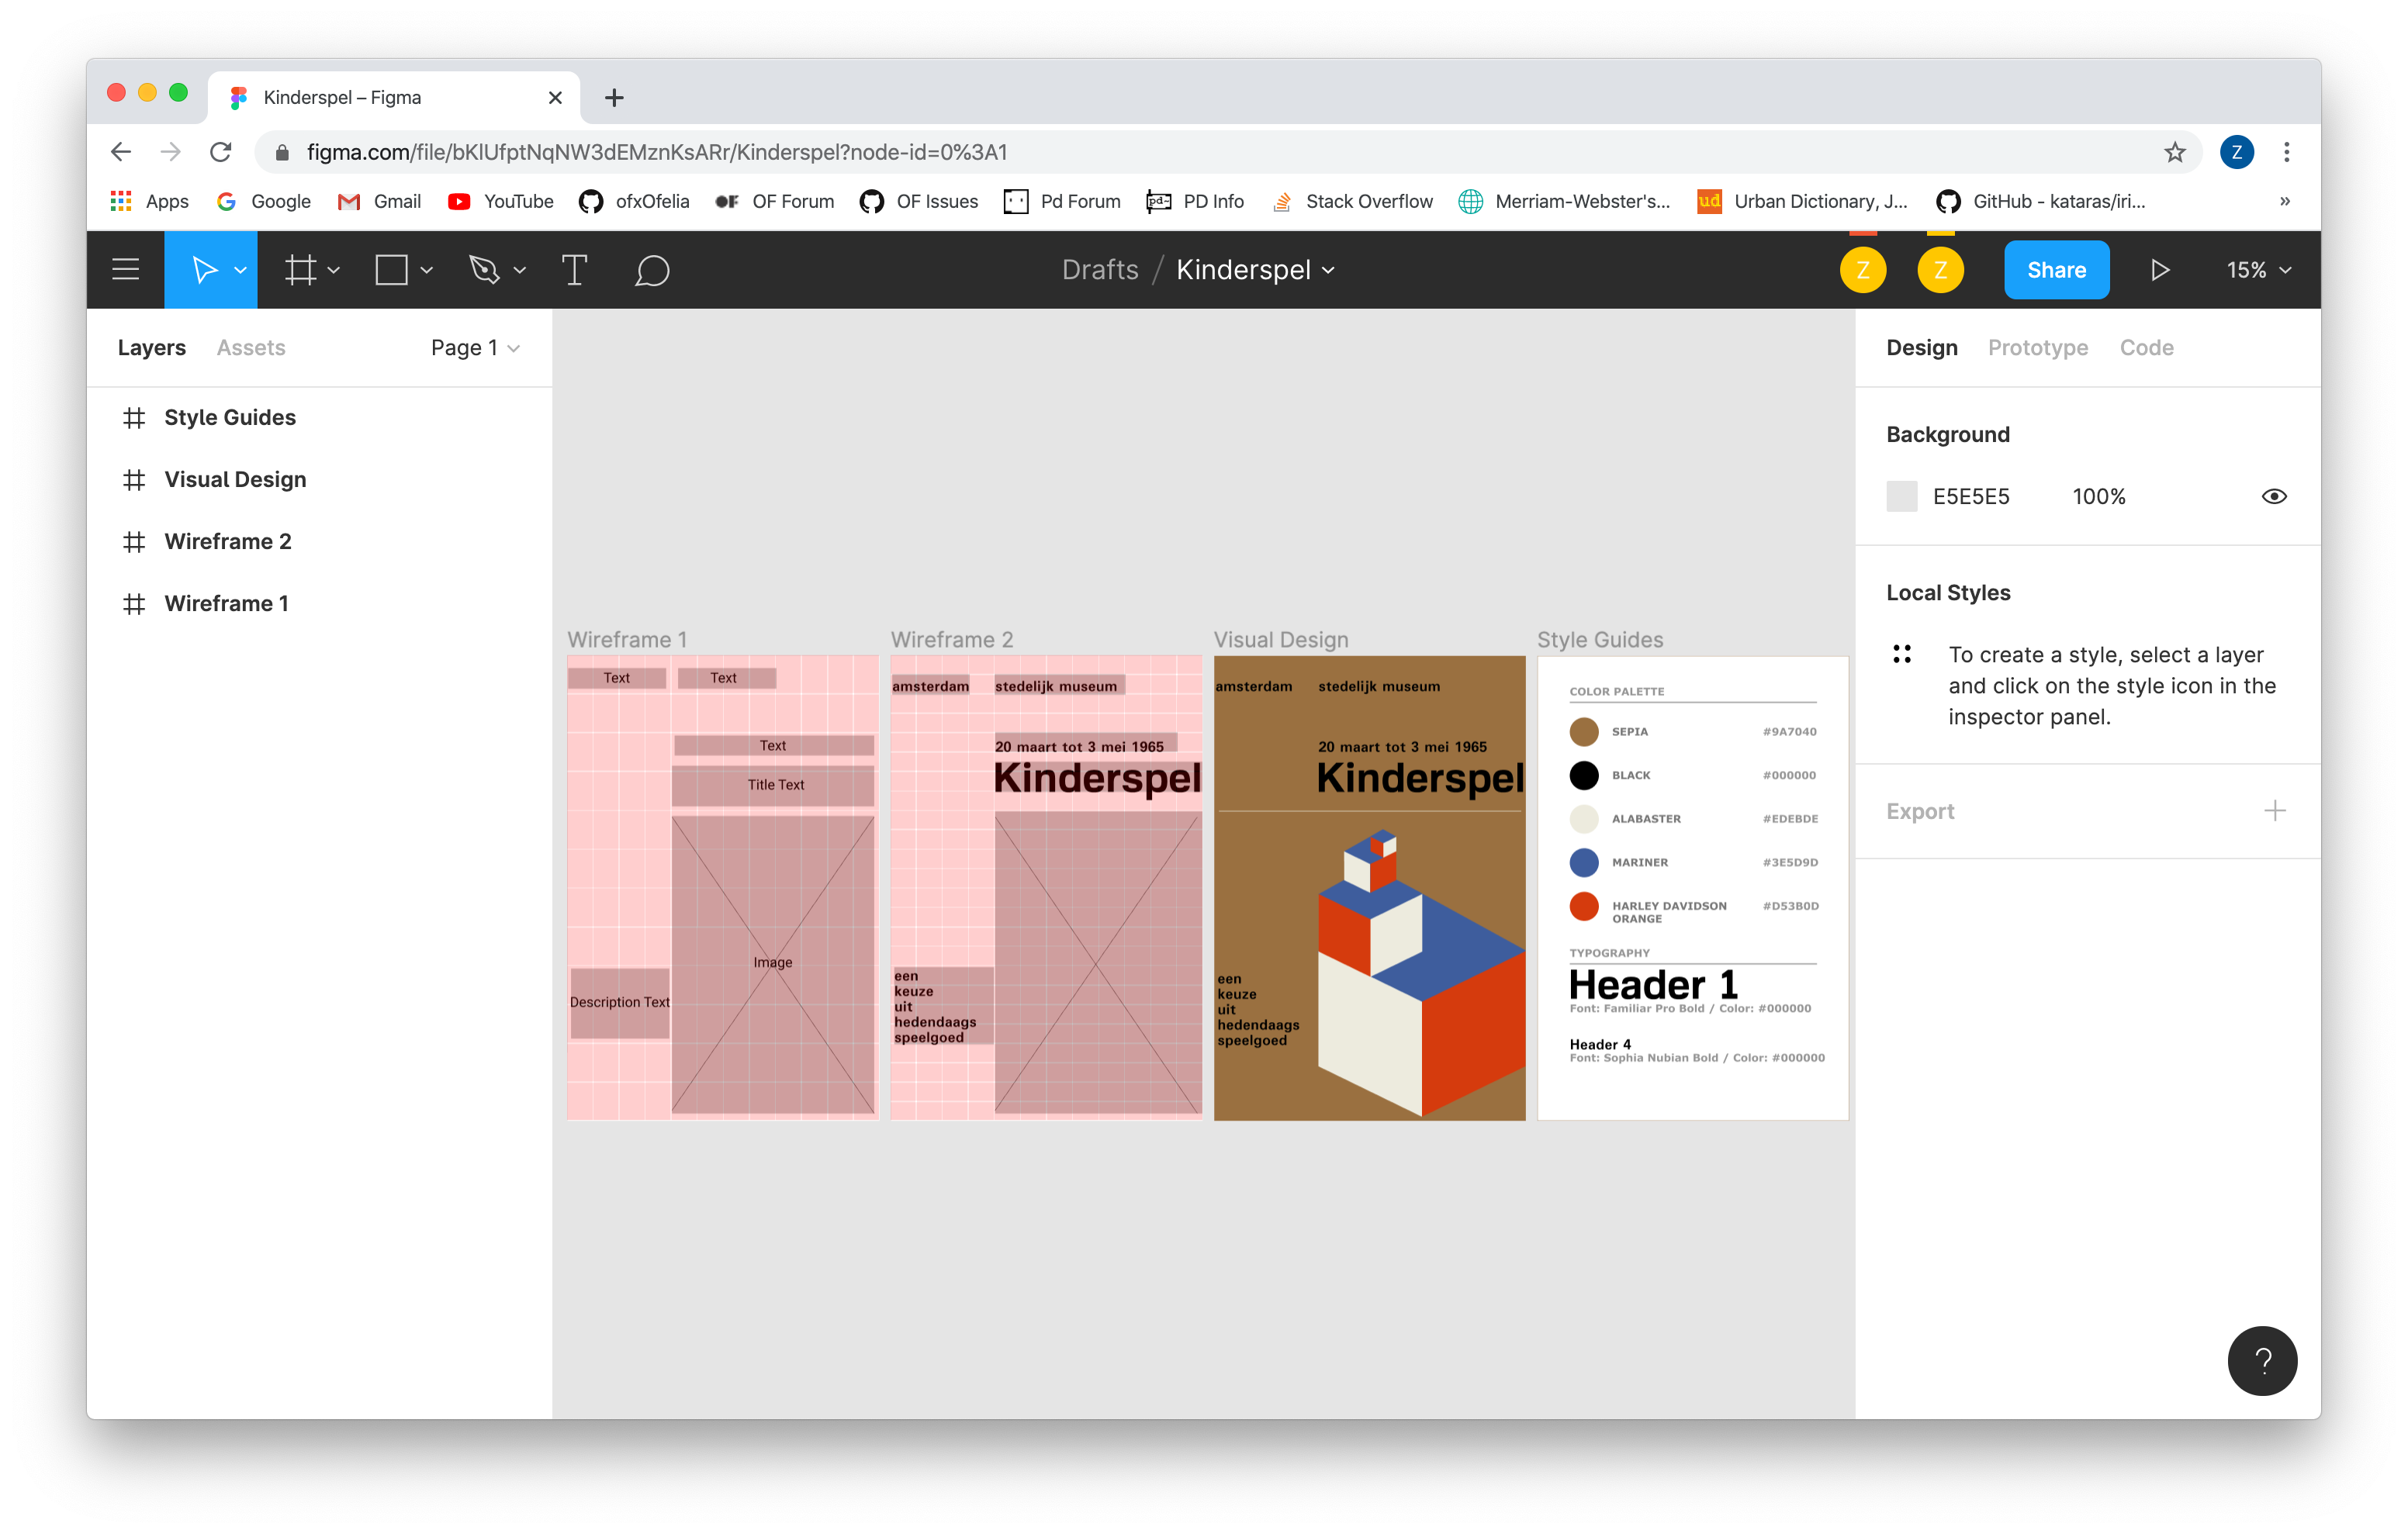 Kinderspel – Figma
figma.com/file/bKlUfptNqNW3dEMznKsARr/Kinderspel?node-id=0%3A1
Z
Apps Google Gmail YouTube ofxOfelia OF Forum OF Issues Pd Forum PD Info Stack Overflow Merriam-Webster's... Urban Dictionary, J... GitHub - kataras/iri... »
Drafts / Kinderspel Z Z Share 15%
Layers Assets Page 1
Style Guides
Visual Design
Wireframe 2
Wireframe 1
Wireframe 1
Text Text
Text
Title Text
Image
Description Text
Wireframe 2
amsterdam stedelijk museum
20 maart tot 3 mei 1965
Kinderspel
een
keuze
uit
hedendaags
speelgoed
Visual Design
amsterdam stedelijk museum
20 maart tot 3 mei 1965
Kinderspel
een
keuze
uit
hedendaags
speelgoed
Style Guides
COLOR PALETTE
SEPIA #9A7040
BLACK #000000
ALABASTER #EDEBDE
MARINER #3E5D9D
HARLEY DAVIDSON #D53B0D
ORANGE
TYPOGRAPHY
Header 1
Font: Familiar Pro Bold / Color: #000000
Header 4
Font: Sophia Nubian Bold / Color: #000000
Design Prototype Code
Background
E5E5E5 100%
Local Styles
To create a style, select a layer
and click on the style icon in the
inspector panel.
Export
?